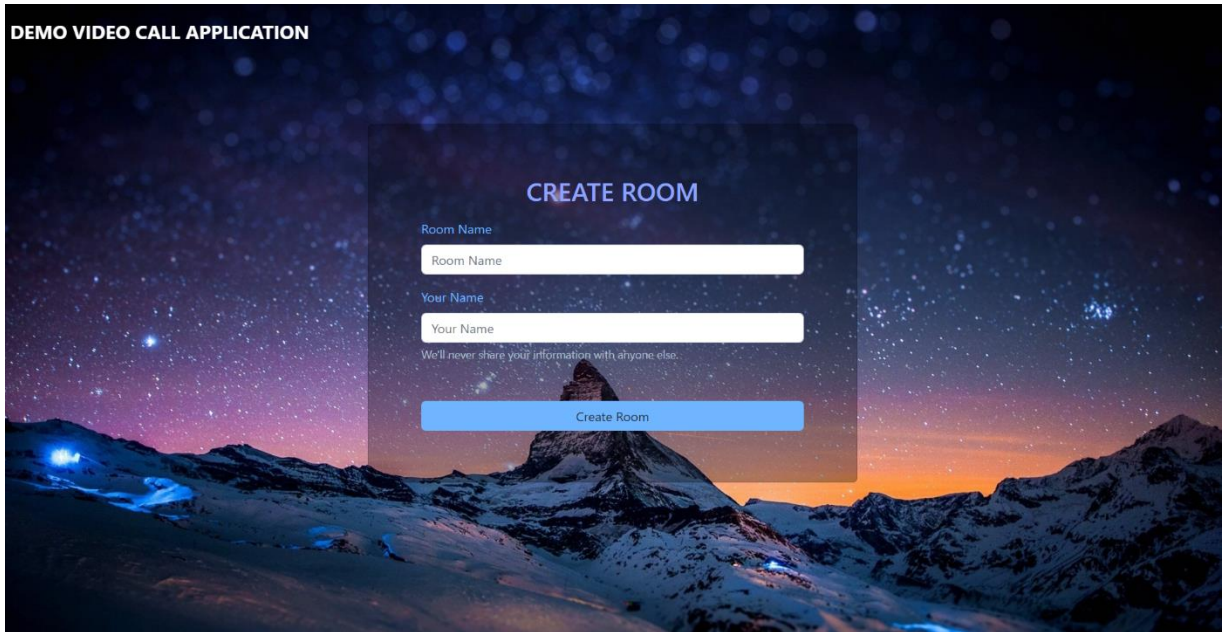 DEMO VIDEO CALL APPLICATION
CREATE ROOM
Room Name
Room Name
Your Name
Your Name
We'll never share your information with anyone else.
Create Room